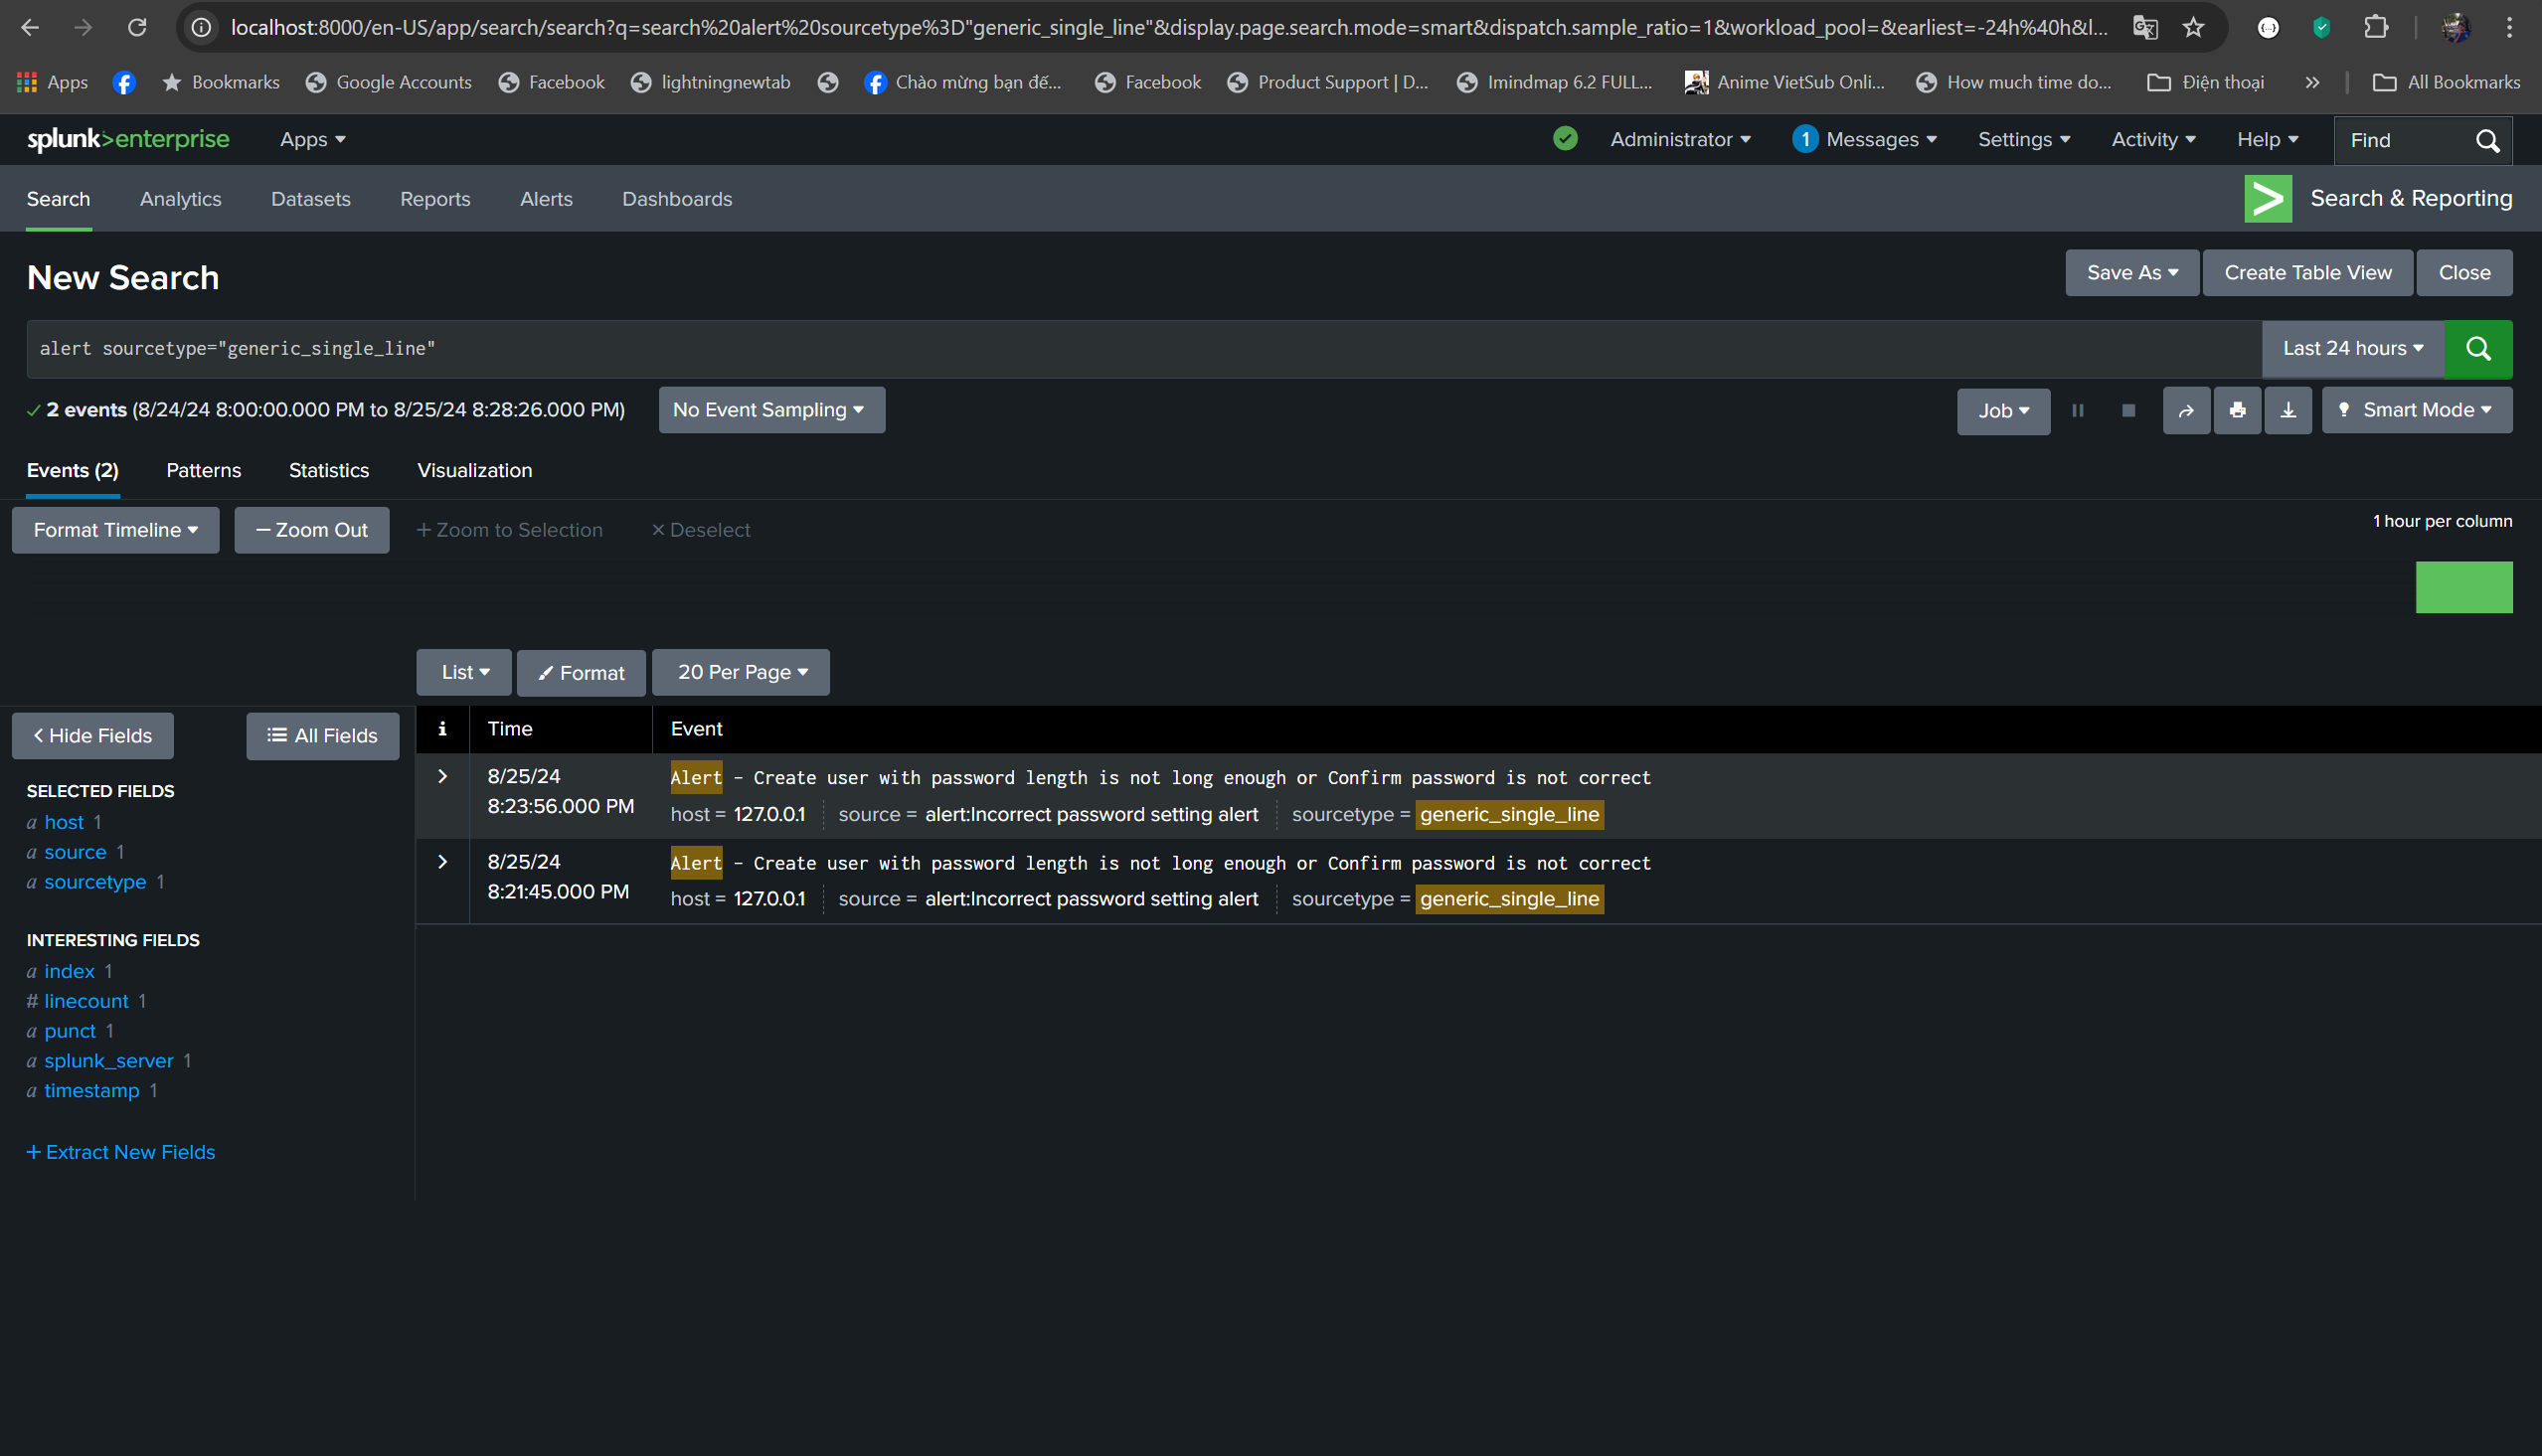 localhost:8000/en-US/app/search/search?q=search%20alert%20sourcetype%3D"generic_single_line"&display.page.search.mode=smart&dispatch.sample_ratio=1&workload_pool=&earliest=-24h%40h&l...
Apps Bookmarks Google Accounts Facebook lightningnewtab Chào mừng bạn đế... Facebook Product Support | D... Imindmap 6.2 FULL... Anime VietSub Onli... How much time do... Điện thoại » All Bookmarks
splunk>enterprise Apps Administrator 1 Messages Settings Activity Help Find
Search Analytics Datasets Reports Alerts Dashboards Search & Reporting
New Search Save As Create Table View Close
alert sourcetype="generic_single_line" Last 24 hours
2 events (8/24/24 8:00:00.000 PM to 8/25/24 8:28:26.000 PM) No Event Sampling Job Smart Mode
Events (2) Patterns Statistics Visualization
Format Timeline — Zoom Out + Zoom to Selection × Deselect 1 hour per column
List Format 20 Per Page
< Hide Fields All Fields i Time Event
SELECTED FIELDS
a host 1
a source 1
a sourcetype 1
INTERESTING FIELDS
a index 1
# linecount 1
a punct 1
a splunk_server 1
a timestamp 1
+ Extract New Fields
8/25/24 Alert - Create user with password length is not long enough or Confirm password is not correct
8:23:56.000 PM host = 127.0.0.1 source = alert:Incorrect password setting alert sourcetype = generic_single_line
8/25/24 Alert - Create user with password length is not long enough or Confirm password is not correct
8:21:45.000 PM host = 127.0.0.1 source = alert:Incorrect password setting alert sourcetype = generic_single_line